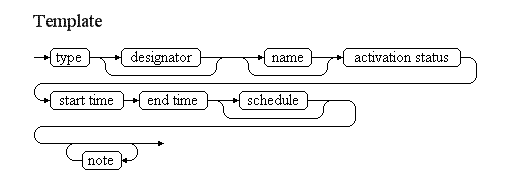 Template
type designator name activation status
start time end time schedule
note